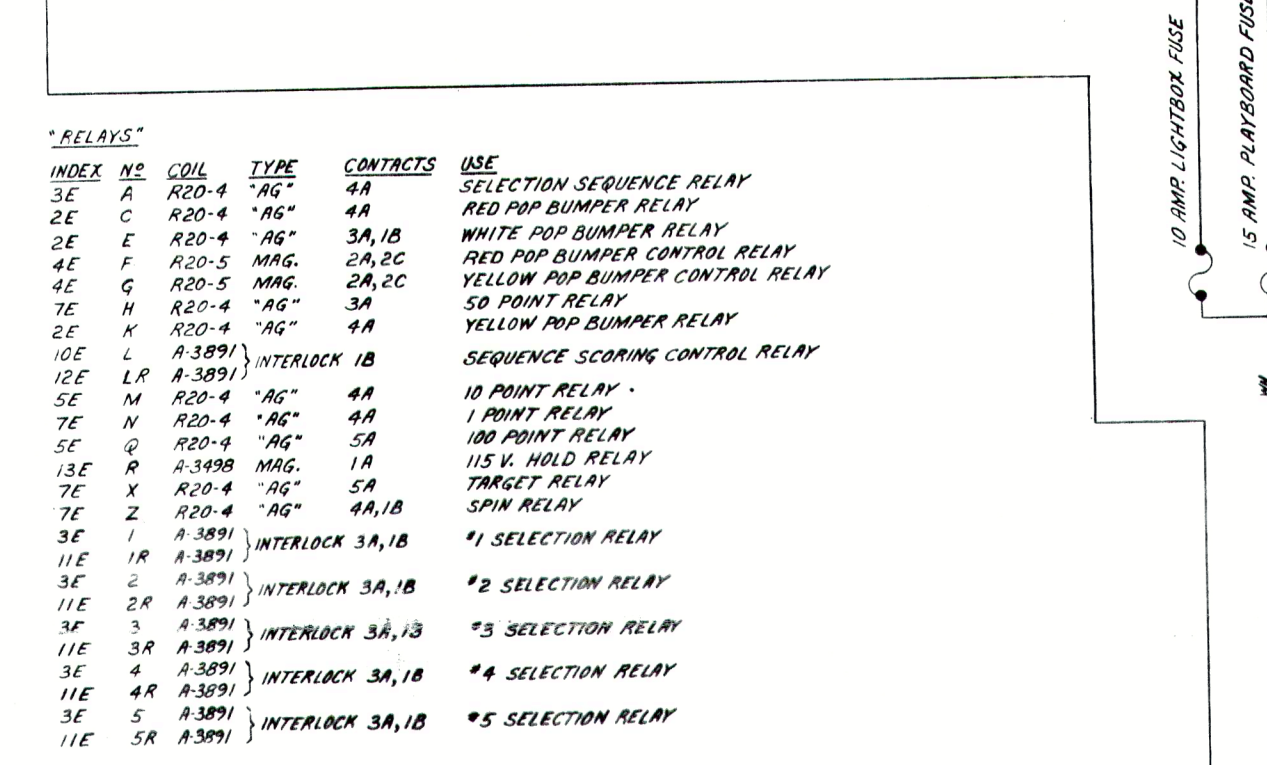 "RELAYS"
INDEX Nº COIL TYPE CONTACTS USE
3E A R20-4 "AG" 4A SELECTION SEQUENCE RELAY
2E C R20-4 "AG" 4A RED POP BUMPER RELAY
2E E R20-4 "AG" 3A,1B WHITE POP BUMPER RELAY
4E F R20-5 MAG. 2A,2C RED POP BUMPER CONTROL RELAY
4E G R20-5 MAG. 2A,2C YELLOW POP BUMPER CONTROL RELAY
7E H R20-4 "AG" 3A 50 POINT RELAY
2E K R20-4 "AG" 4A YELLOW POP BUMPER RELAY
10E L A-3891 } INTERLOCK 1B SEQUENCE SCORING CONTROL RELAY
12E LR A-3891
5E M R20-4 "AG" 4A 10 POINT RELAY
7E N R20-4 "AG" 4A 1 POINT RELAY
5E Q R20-4 "AG" 5A 100 POINT RELAY
13E R A-3498 MAG. 1A 115 V. HOLD RELAY
7E X R20-4 "AG" 5A TARGET RELAY
7E Z R20-4 "AG" 4A,1B SPIN RELAY
3E 1 A-3891 } INTERLOCK 3A,1B #1 SELECTION RELAY
11E 1R A-3891
3E 2 A-3891 } INTERLOCK 3A,1B #2 SELECTION RELAY
11E 2R A-3891
3E 3 A-3891 } INTERLOCK 3A,1B #3 SELECTION RELAY
11E 3R A-3891
3E 4 A-3891 } INTERLOCK 3A,1B #4 SELECTION RELAY
11E 4R A-3891
3E 5 A-3891 } INTERLOCK 3A,1B #5 SELECTION RELAY
11E 5R A-3891
10 AMP. LIGHTBOX FUSE
15 AMP. PLAYBOARD FUSE